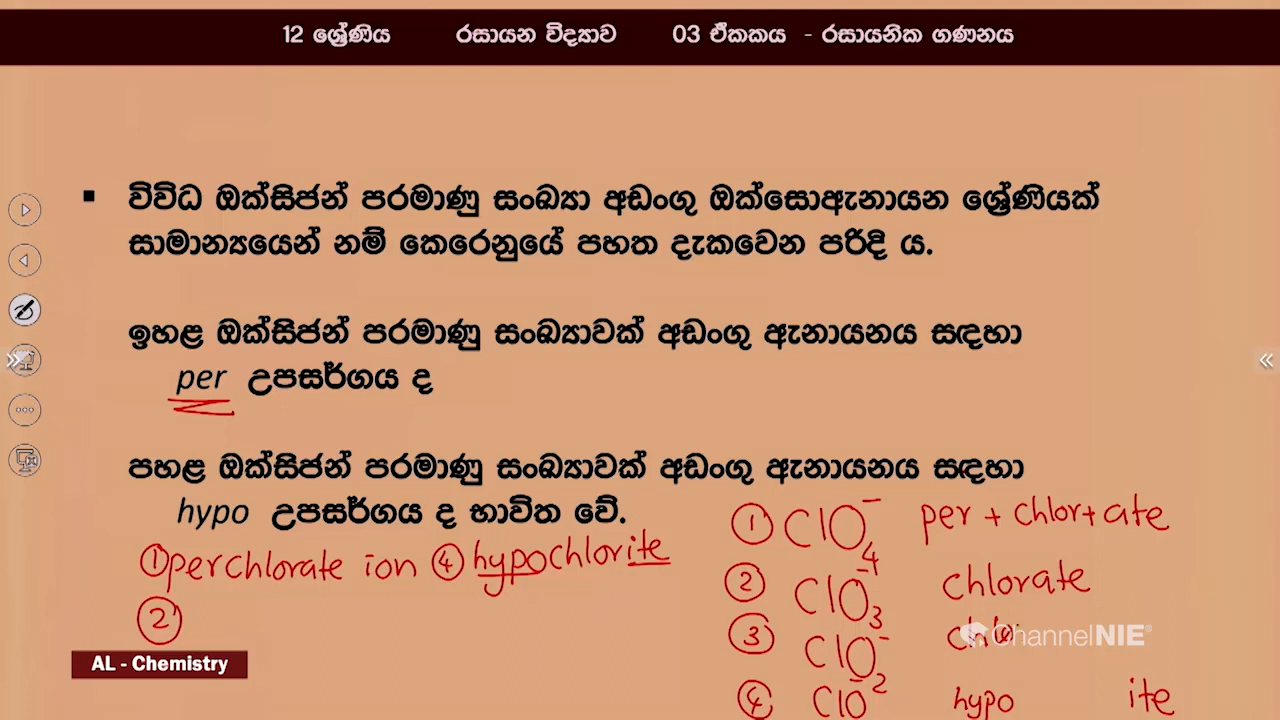 12 ශ්‍රේණිය රසායන විද්‍යාව 03 ඒකකය - රසායනික ගණනය
▪ විවිධ ඔක්සිජන් පරමාණු සංඛ්‍යා අඩංගු ඔක්සොඇනායන ශ්‍රේණියක්
සාමාන්‍යයෙන් නම් කෙරෙනුයේ පහත දැක්වෙන පරිදි ය.
ඉහළ ඔක්සිජන් පරමාණු සංඛ්‍යාවක් අඩංගු ඇනායනය සඳහා
per උපසර්ගය ද
පහළ ඔක්සිජන් පරමාණු සංඛ්‍යාවක් අඩංගු ඇනායනය සඳහා
hypo උපසර්ගය ද භාවිත වේ.
① ClO₄⁻ per + chlor + ate
① perchlorate ion ④ hypochlorite
② ClO₃⁻ chlorate
②
③ ClO₂⁻
ChannelNIE®
AL - Chemistry
④ ClO⁻ hypo ite